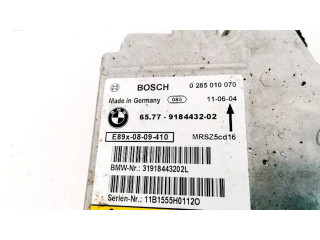 BOSCH 0 285 010 070
Made in Germany 085 11-06-04
65.77 - 9184432-02
E89x-08-09-410 MRSZ5cd16
BMW-Nr.: 31918443202L
Serien-Nr.: 11B1555H0112O